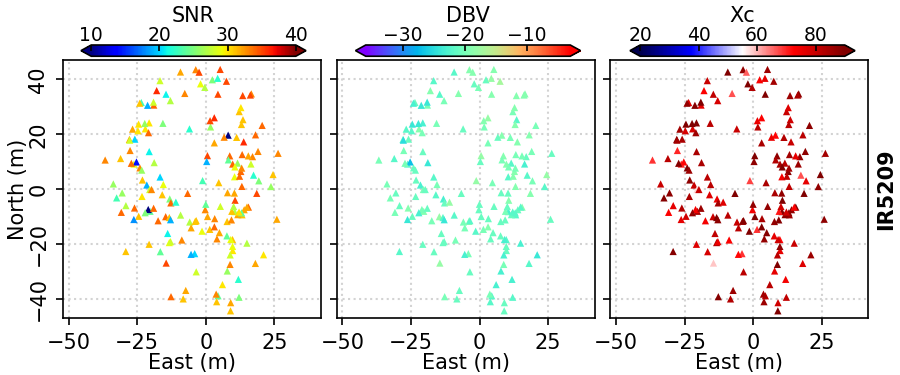 SNR DBV Xc
10 20 30 40 −30 −20 −10 20 40 60 80
North (m)
40
20
0
−20
−40
−50 −25 0 25 −50 −25 0 25 −50 −25 0 25
East (m) East (m) East (m)
IR5209